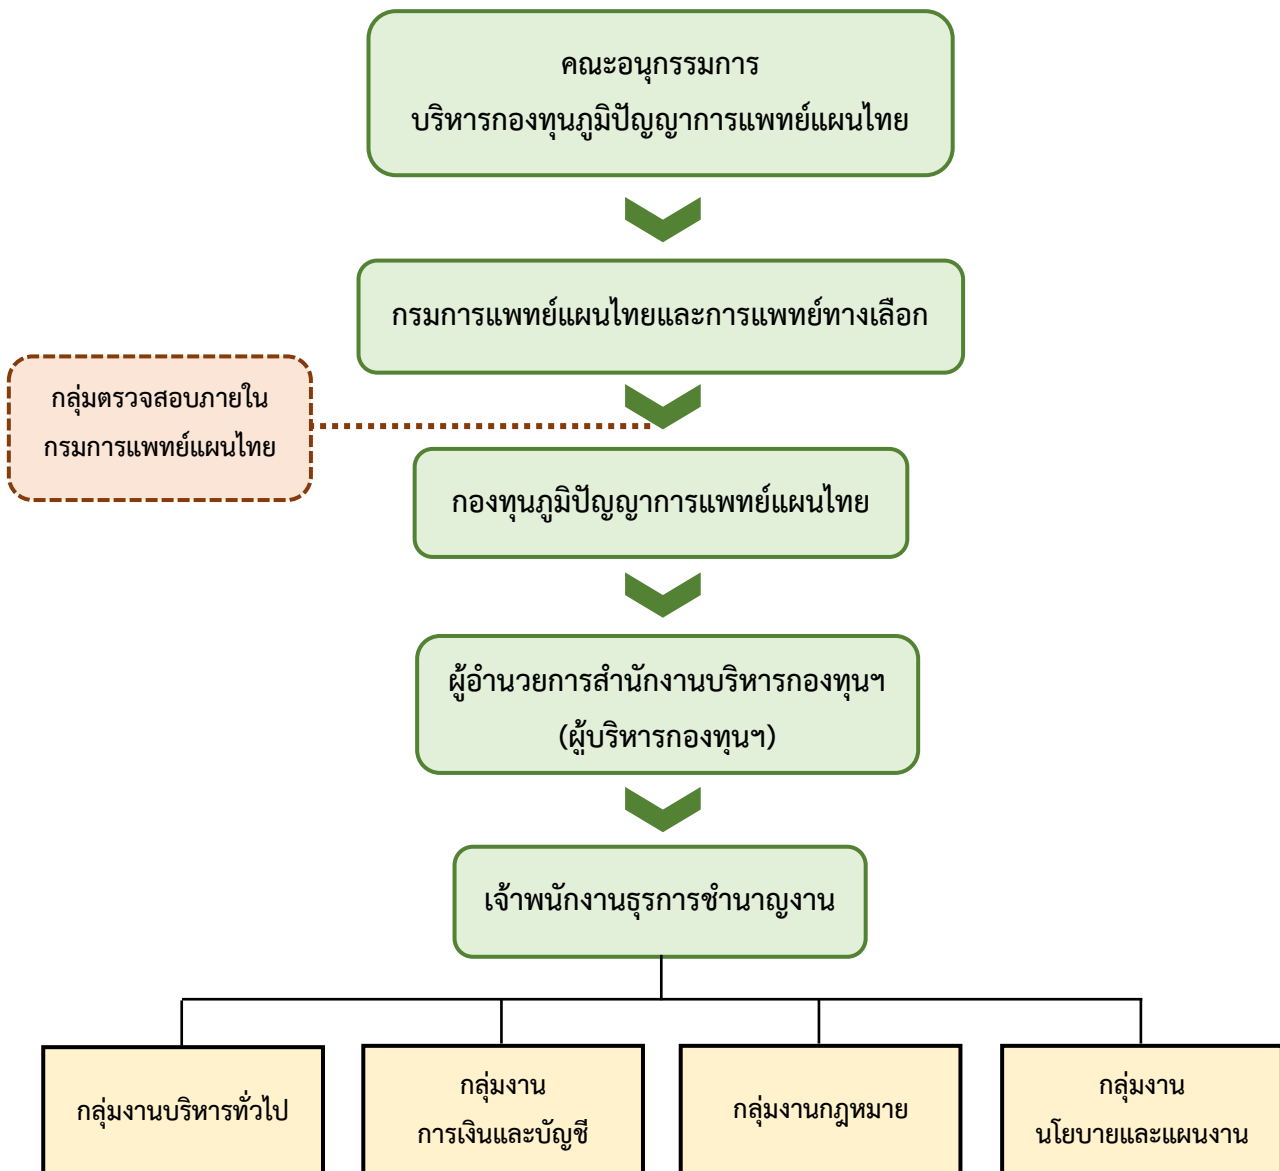 คณะอนุกรรมการ
บริหารกองทุนภูมิปัญญาการแพทย์แผนไทย
กรมการแพทย์แผนไทยและการแพทย์ทางเลือก
กลุ่มตรวจสอบภายใน
กรมการแพทย์แผนไทย
กองทุนภูมิปัญญาการแพทย์แผนไทย
ผู้อำนวยการสำนักงานบริหารกองทุนฯ
(ผู้บริหารกองทุนฯ)
เจ้าพนักงานธุรการชำนาญงาน
กลุ่มงานบริหารทั่วไป
กลุ่มงาน
การเงินและบัญชี
กลุ่มงานกฎหมาย
กลุ่มงาน
นโยบายและแผนงาน